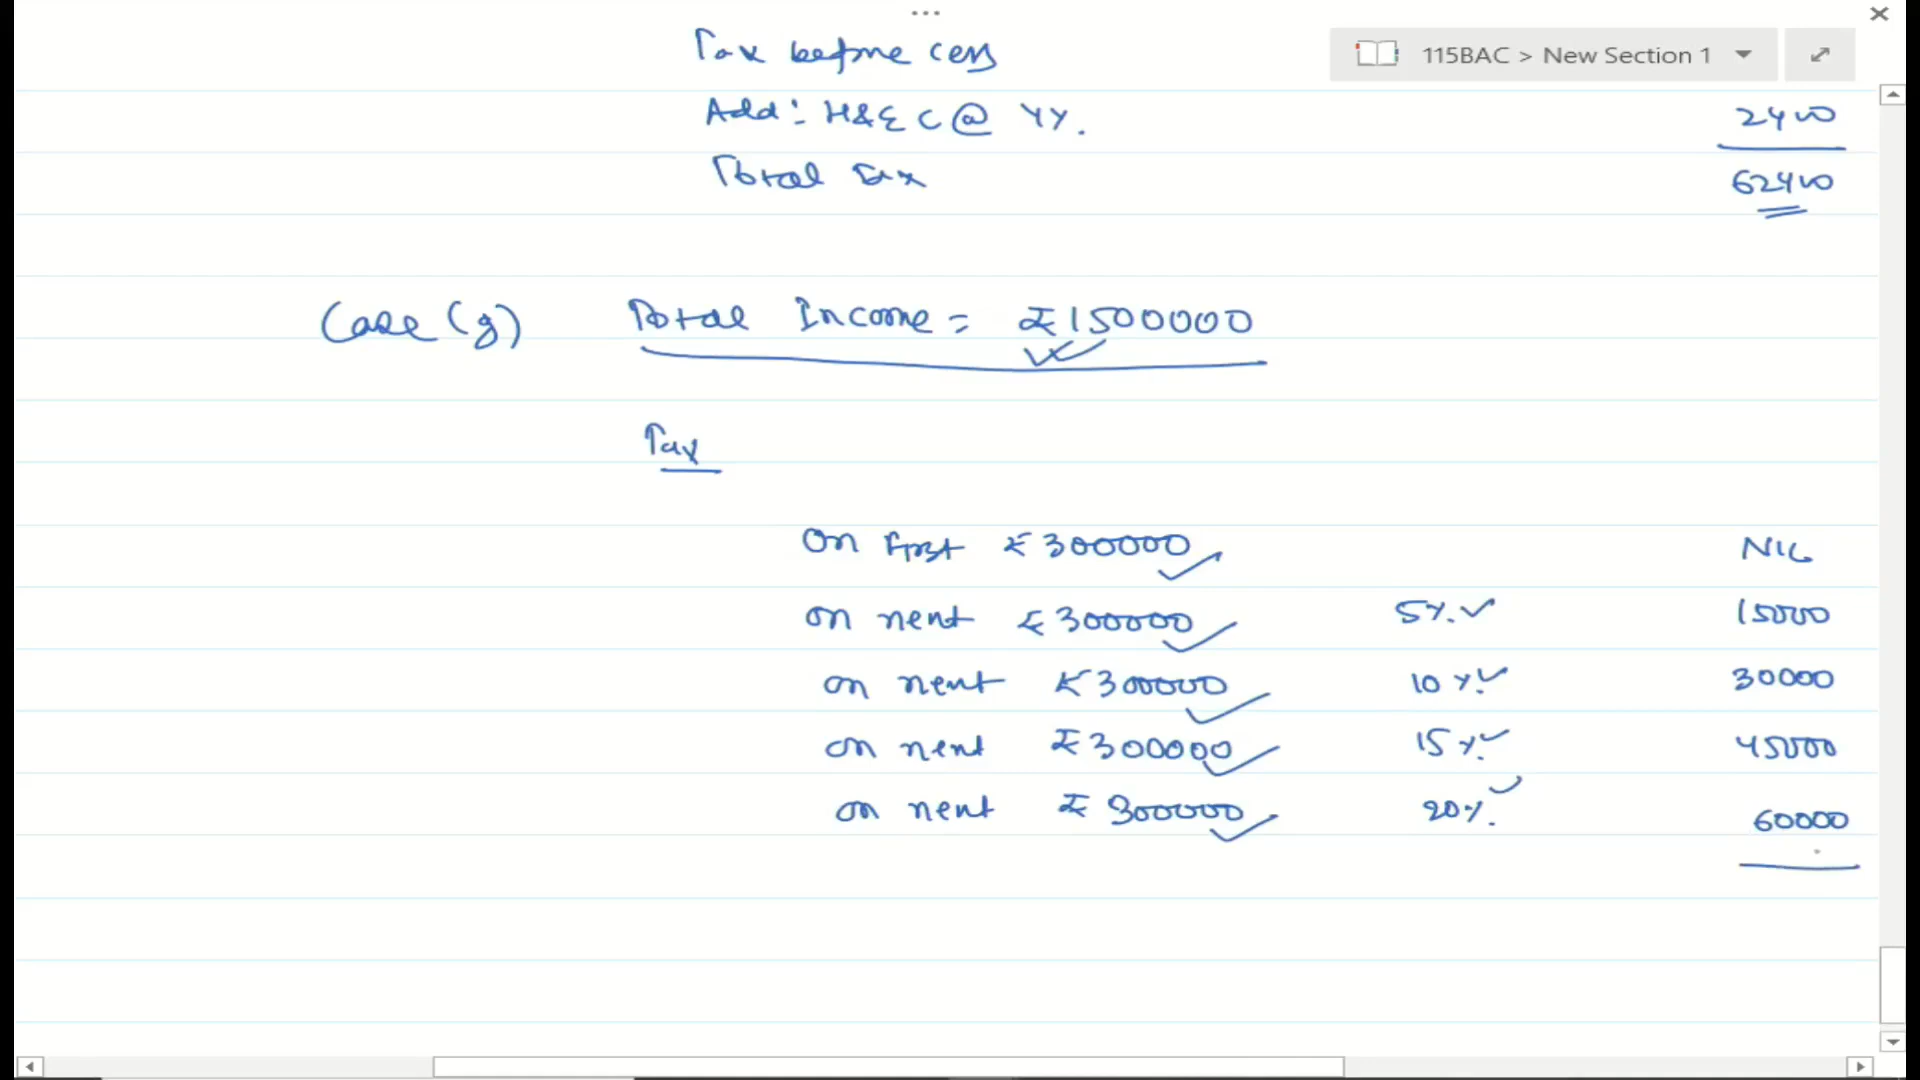 ...
115BAC > New Section 1
Tax before cess
Add: H&EC @ 4%. 2400
Total Tax 62400
Case (g) Total Income = ₹1500000
Tax
on first ₹300000 NIL
on next ₹300000 5% 15000
on next ₹300000 10% 30000
on next ₹300000 15% 45000
on next ₹300000 20% 60000